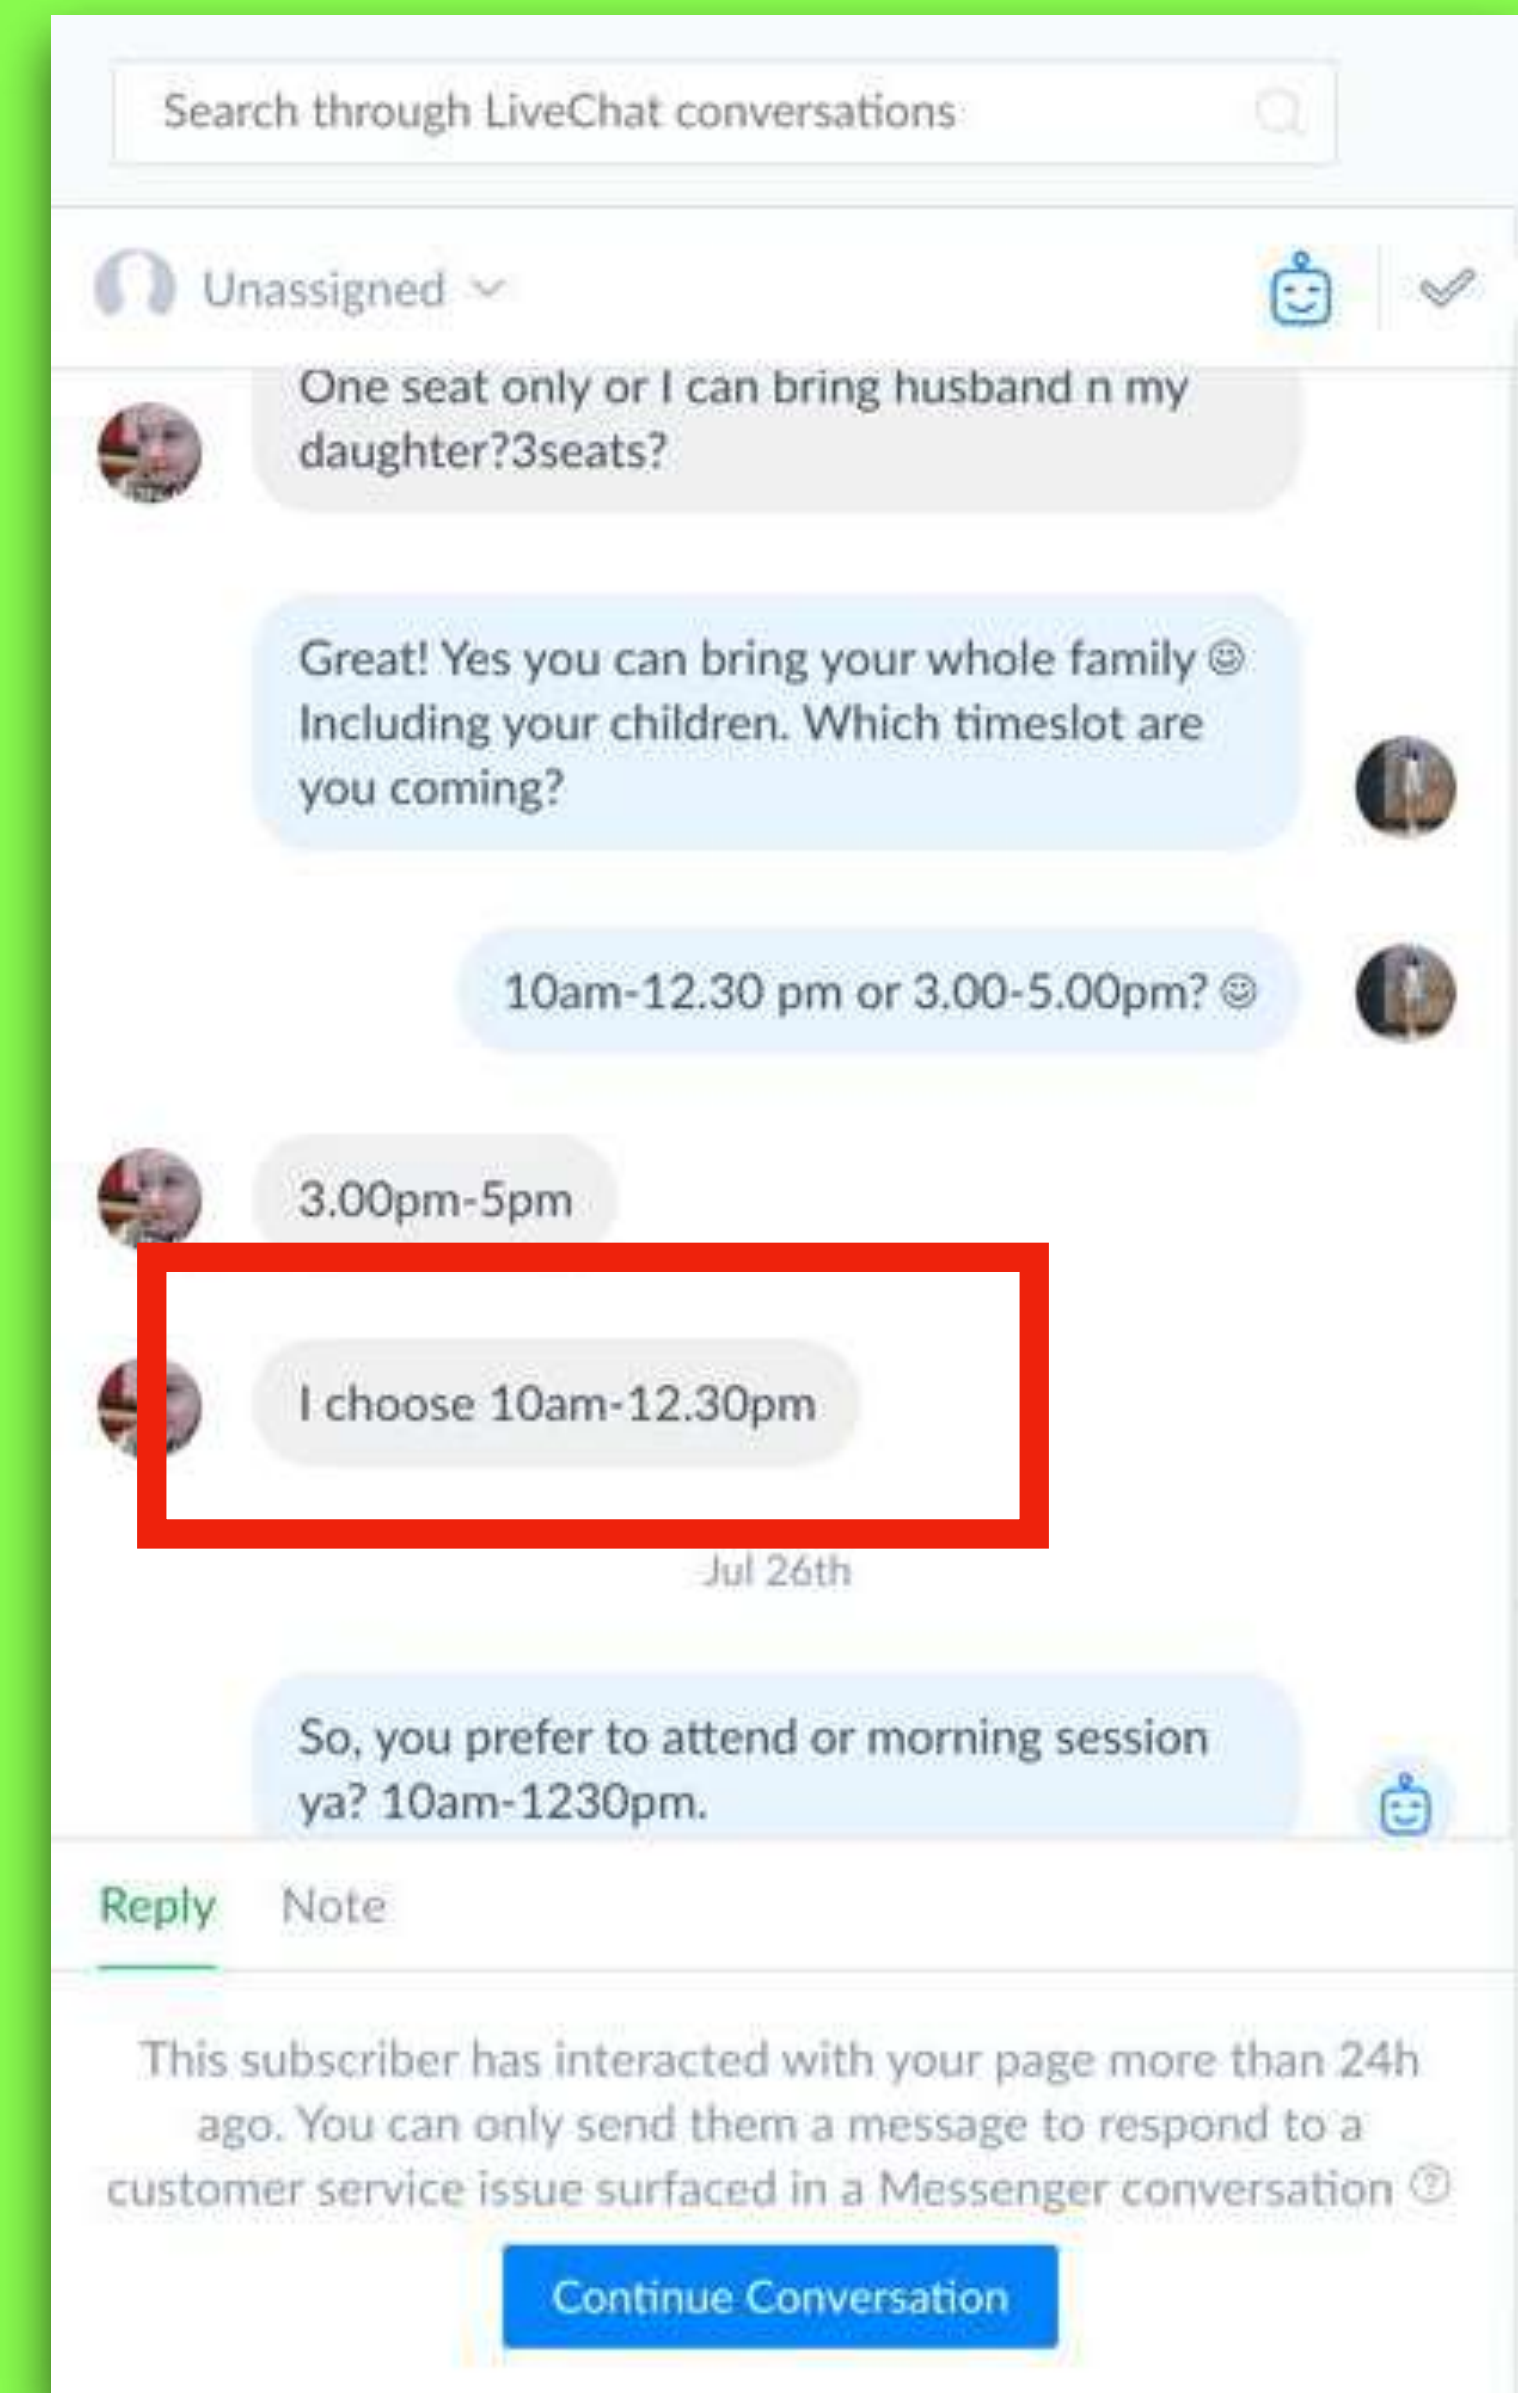 Search through LiveChat conversations
Unassigned
One seat only or I can bring husband n my
daughter?3seats?
Great! Yes you can bring your whole family ☺
Including your children. Which timeslot are
you coming?
10am-12.30 pm or 3.00-5.00pm? ☺
3.00pm-5pm
I choose 10am-12.30pm
Jul 26th
So, you prefer to attend or morning session
ya? 10am-1230pm.
Reply Note
This subscriber has interacted with your page more than 24h
ago. You can only send them a message to respond to a
customer service issue surfaced in a Messenger conversation ?
Continue Conversation